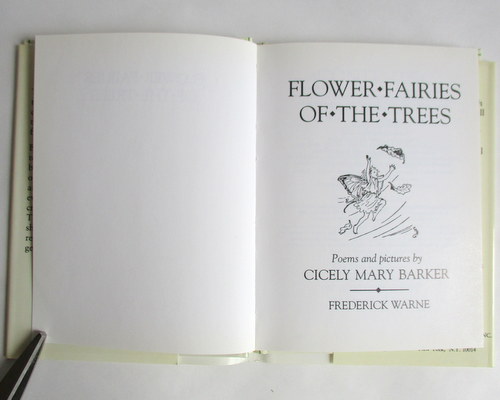 FLOWER•FAIRIES
OF•THE•TREES
Poems and pictures by
CICELY MARY BARKER
FREDERICK WARNE